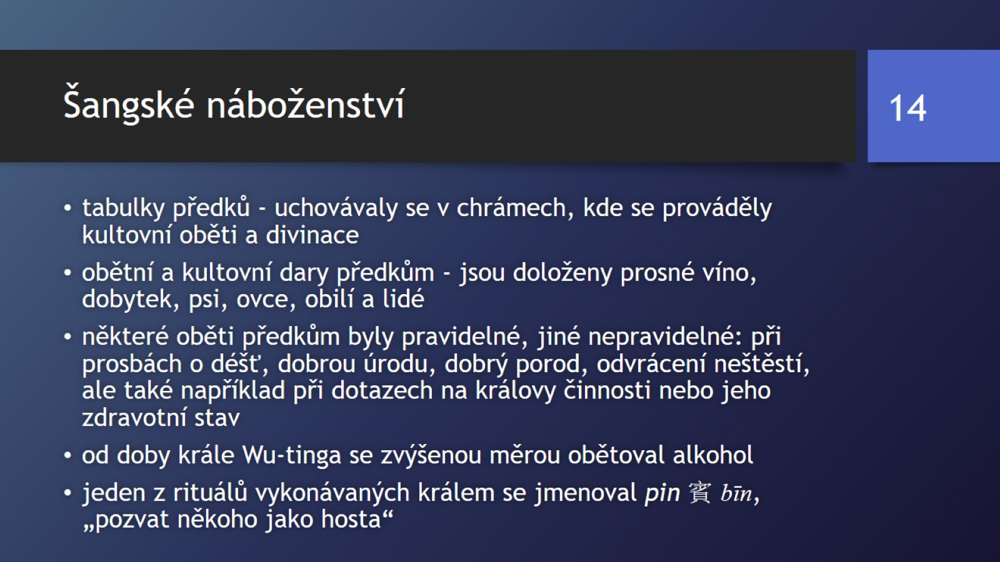 Šangské náboženství
14
• tabulky předků - uchovávaly se v chrámech, kde se prováděly
kultovní oběti a divinace
• obětní a kultovní dary předkům - jsou doloženy prosné víno,
dobytek, psi, ovce, obilí a lidé
• některé oběti předkům byly pravidelné, jiné nepravidelné: při
prosbách o déšť, dobrou úrodu, dobrý porod, odvrácení neštěstí,
ale také například při dotazech na královy činnosti nebo jeho
zdravotní stav
• od doby krále Wu-tinga se zvýšenou měrou obětoval alkohol
• jeden z rituálů vykonávaných králem se jmenoval pin 賓 bīn,
„pozvat někoho jako hosta“